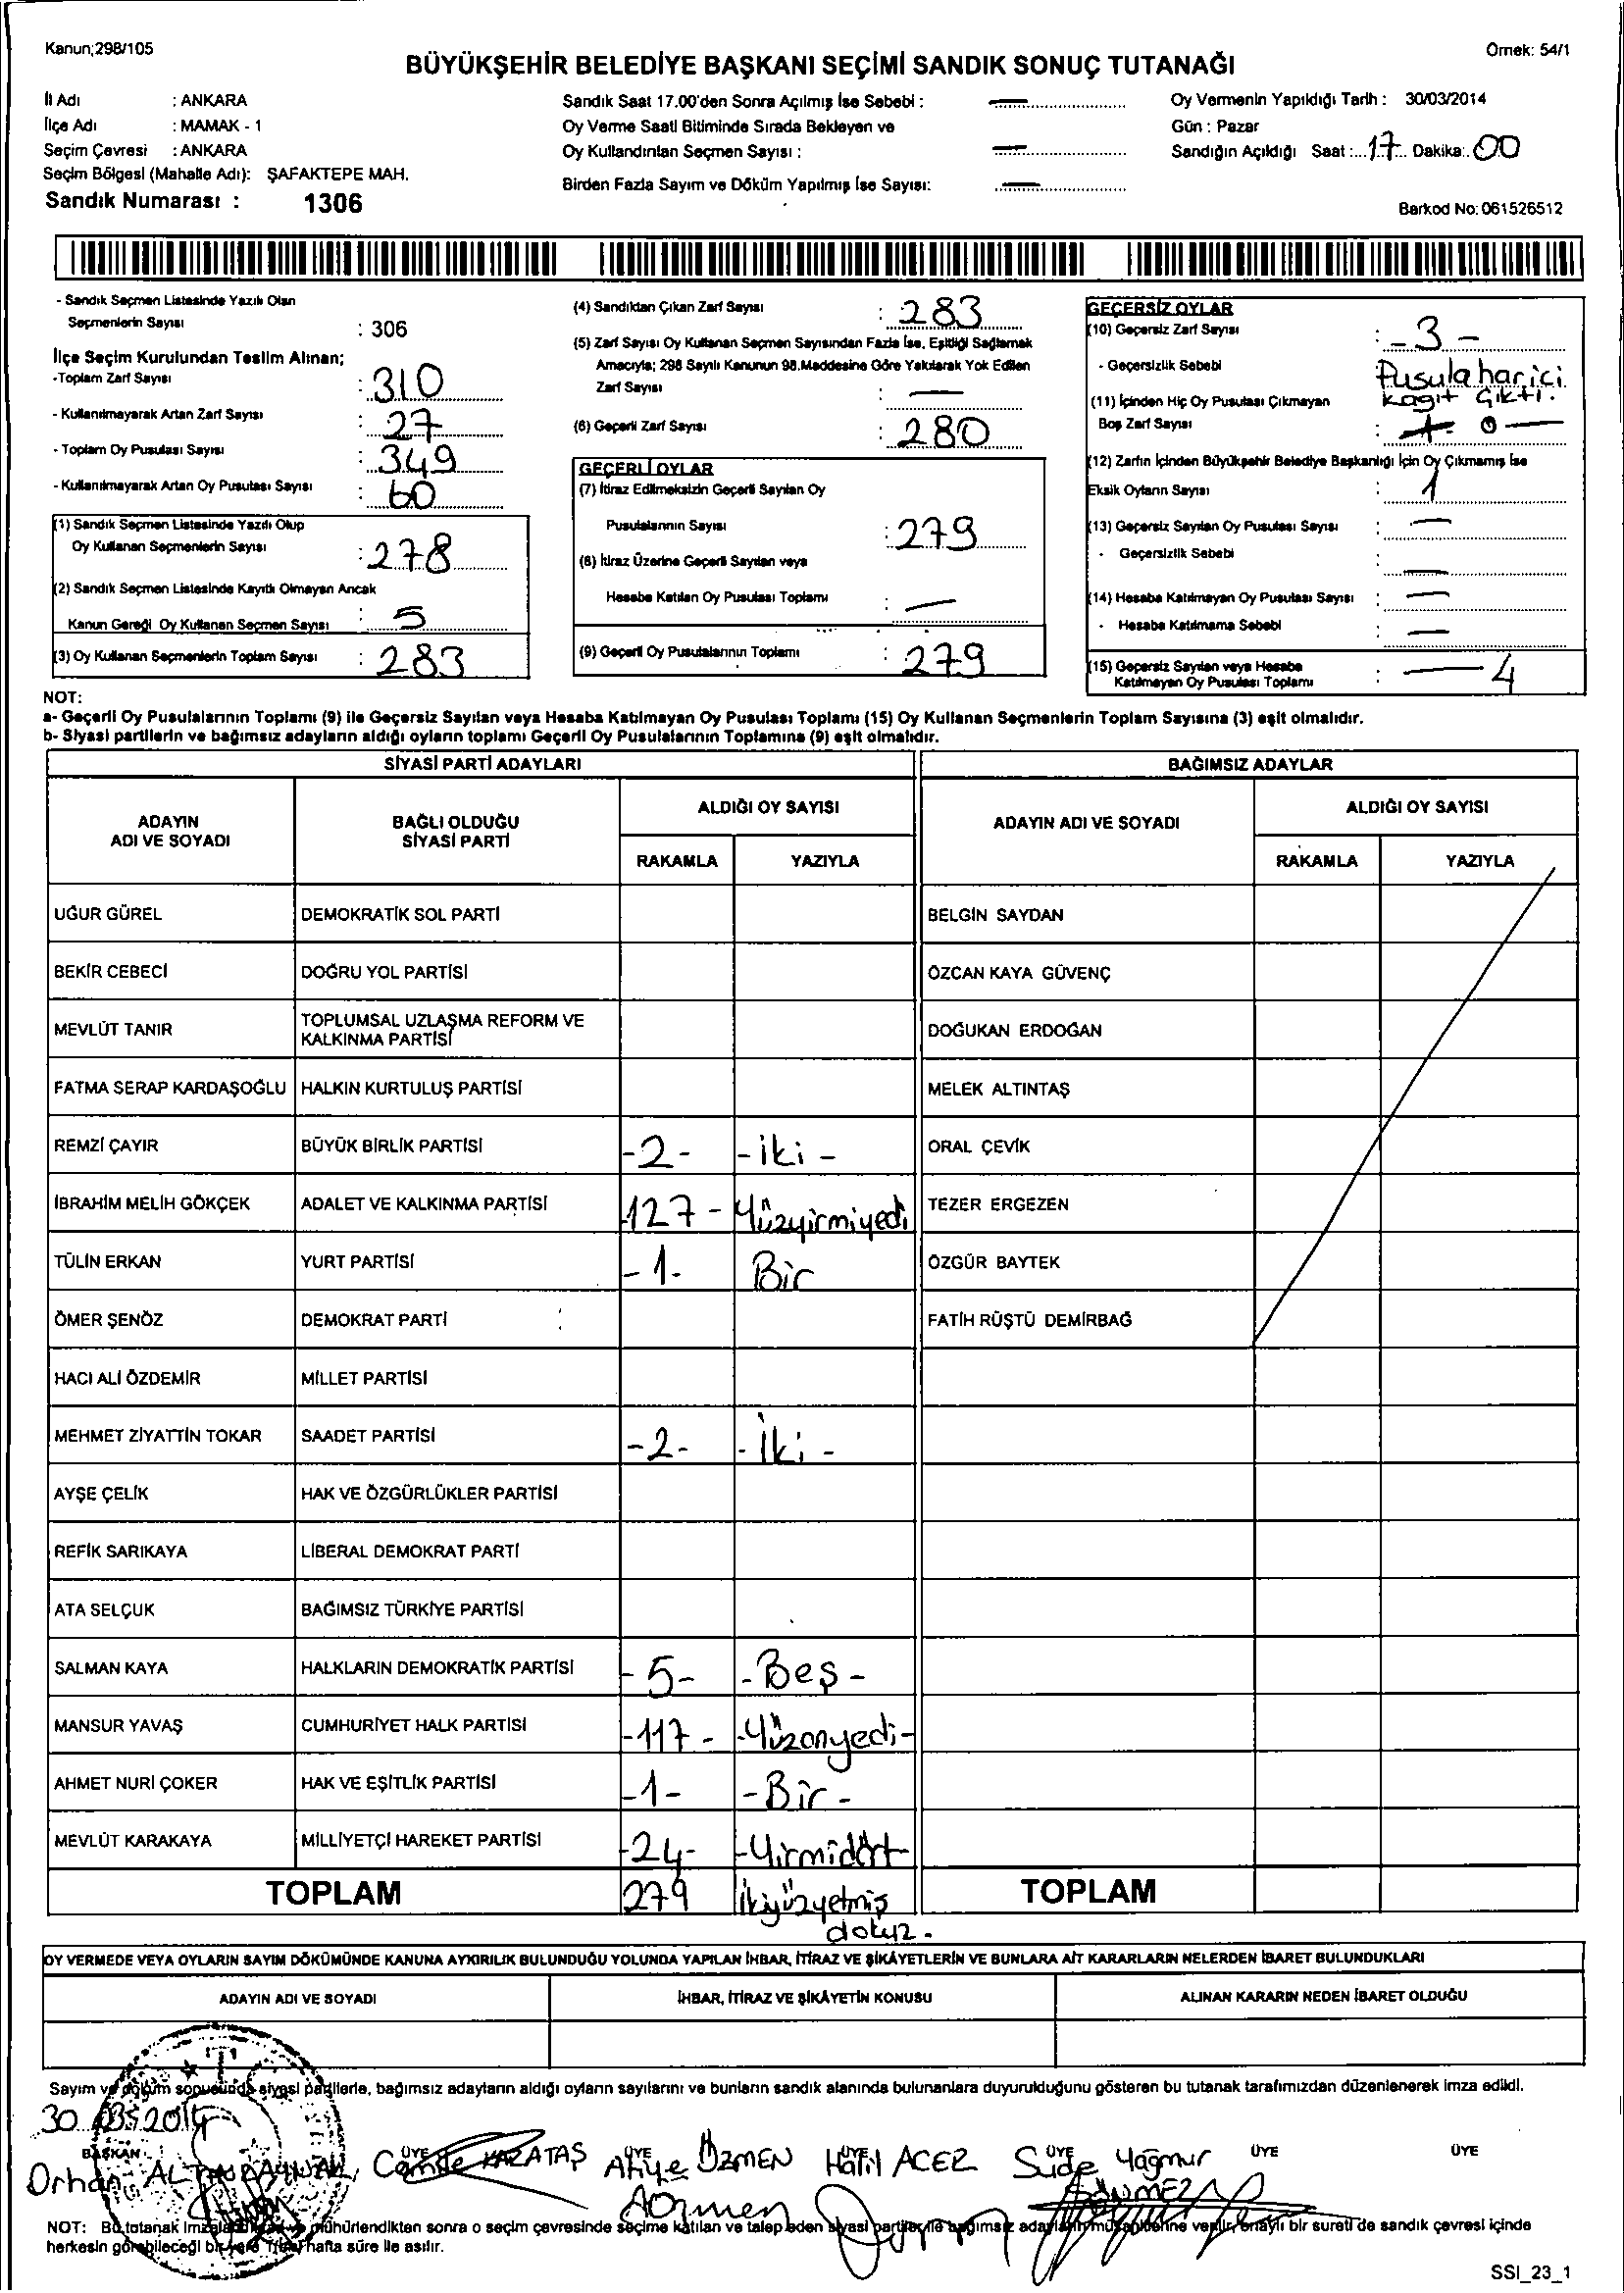 Kanun;298/105
Örnek: 54/1
BÜYÜKŞEHİR BELEDİYE BAŞKANI SEÇİMİ SANDIK SONUÇ TUTANAĞI
İl Adı : ANKARA
İlçe Adı : MAMAK - 1
Seçim Çevresi : ANKARA
Seçim Bölgesi (Mahalle Adı): ŞAFAKTEPE MAH.
Sandık Numarası : 1306
Sandık Saat 17.00'den Sonra Açılmış İse Sebebi : —
Oy Verme Saati Bitiminde Sırada Bekleyen ve
Oy Kullandırılan Seçmen Sayısı : —
Birden Fazla Sayım ve Döküm Yapılmış İse Sayısı: —
Oy Vermenin Yapıldığı Tarih : 30/03/2014
Gün : Pazar
Sandığın Açıldığı Saat : 17 Dakika: 00
Barkod No: 061526512
- Sandık Seçmen Listesinde Yazılı Olan
Seçmenlerin Sayısı : 306
İlçe Seçim Kurulundan Teslim Alınan;
-Toplam Zarf Sayısı : 310
- Kullanılmayarak Artan Zarf Sayısı : 27
- Toplam Oy Pusulası Sayısı : 349
- Kullanılmayarak Artan Oy Pusulası Sayısı : 60
(1) Sandık Seçmen Listesinde Yazılı Olup
Oy Kullanan Seçmenlerin Sayısı : 278
(2) Sandık Seçmen Listesinde Kayıtlı Olmayan Ancak
Kanun Gereği Oy Kullanan Seçmen Sayısı : 5
(3) Oy Kullanan Seçmenlerin Toplam Sayısı : 283
(4) Sandıktan Çıkan Zarf Sayısı : 283
(5) Zarf Sayısı Oy Kullanan Seçmen Sayısından Fazla İse, Eşitliği Sağlamak
Amacıyla; 298 Sayılı Kanunun 98.Maddesine Göre Yakılarak Yok Edilen
Zarf Sayısı : —
(6) Geçerli Zarf Sayısı : 280
GEÇERLİ OYLAR
(7) İtiraz Edilmeksizin Geçerli Sayılan Oy
Pusulalarının Sayısı : 279
(8) İtiraz Üzerine Geçerli Sayılan veya
Hesaba Katılan Oy Pusulası Toplamı : —
(9) Geçerli Oy Pusulalarının Toplamı : 279
GEÇERSİZ OYLAR
(10) Geçersiz Zarf Sayısı : - 3 -
- Geçersizlik Sebebi : Pusula harici
kağıt çıktı.
(11) İçinden Hiç Oy Pusulası Çıkmayan
Boş Zarf Sayısı : 0 —
(12) Zarfın İçinden Büyükşehir Belediye Başkanlığı İçin Oy Çıkmamış İse
Eksik Oyların Sayısı : 1
(13) Geçersiz Sayılan Oy Pusulası Sayısı : —
- Geçersizlik Sebebi : —
(14) Hesaba Katılmayan Oy Pusulası Sayısı : —
- Hesaba Katılmama Sebebi : —
(15) Geçersiz Sayılan veya Hesaba
Katılmayan Oy Pusulası Toplamı : — 4
NOT:
a- Geçerli Oy Pusulalarının Toplamı (9) ile Geçersiz Sayılan veya Hesaba Katılmayan Oy Pusulası Toplamı (15) Oy Kullanan Seçmenlerin Toplam Sayısına (3) eşit olmalıdır.
b- Siyasi partilerin ve bağımsız adayların aldığı oyların toplamı Geçerli Oy Pusulalarının Toplamına (9) eşit olmalıdır.
SİYASİ PARTİ ADAYLARI BAĞIMSIZ ADAYLAR
ADAYIN ADI VE SOYADI BAĞLI OLDUĞU SİYASİ PARTİ ALDIĞI OY SAYISI ADAYIN ADI VE SOYADI ALDIĞI OY SAYISI
RAKAMLA YAZIYLA RAKAMLA YAZIYLA
UĞUR GÜREL DEMOKRATİK SOL PARTİ BELGİN SAYDAN
BEKİR CEBECİ DOĞRU YOL PARTİSİ ÖZCAN KAYA GÜVENÇ
MEVLÜT TANIR TOPLUMSAL UZLAŞMA REFORM VE KALKINMA PARTİSİ DOĞUKAN ERDOĞAN
FATMA SERAP KARDAŞOĞLU HALKIN KURTULUŞ PARTİSİ MELEK ALTINTAŞ
REMZİ ÇAYIR BÜYÜK BİRLİK PARTİSİ -2- -iki- ORAL ÇEVİK
İBRAHİM MELİH GÖKÇEK ADALET VE KALKINMA PARTİSİ -127- Yüzyirmiyedi TEZER ERGEZEN
TÜLİN ERKAN YURT PARTİSİ -1- Bir ÖZGÜR BAYTEK
ÖMER ŞENÖZ DEMOKRAT PARTİ FATİH RÜŞTÜ DEMİRBAĞ
HACI ALİ ÖZDEMİR MİLLET PARTİSİ
MEHMET ZİYATTİN TOKAR SAADET PARTİSİ -2- -İki-
AYŞE ÇELİK HAK VE ÖZGÜRLÜKLER PARTİSİ
REFİK SARIKAYA LİBERAL DEMOKRAT PARTİ
ATA SELÇUK BAĞIMSIZ TÜRKİYE PARTİSİ
SALMAN KAYA HALKLARIN DEMOKRATİK PARTİSİ -5- -Beş-
MANSUR YAVAŞ CUMHURİYET HALK PARTİSİ -117- -Yüzonyedi-
AHMET NURİ ÇOKER HAK VE EŞİTLİK PARTİSİ -1- -Bir-
MEVLÜT KARAKAYA MİLLİYETÇİ HAREKET PARTİSİ -24- -Yirmidört-
TOPLAM 279 ikiyüzyetmiş TOPLAM
dokuz.
OY VERMEDE VEYA OYLARIN SAYIM DÖKÜMÜNDE KANUNA AYKIRILIK BULUNDUĞU YOLUNDA YAPILAN İHBAR, İTİRAZ VE ŞİKÂYETLERİN VE BUNLARA AİT KARARLARIN NELERDEN İBARET BULUNDUKLARI
ADAYIN ADI VE SOYADI İHBAR, İTİRAZ VE ŞİKÂYETİN KONUSU ALINAN KARARIN NEDEN İBARET OLDUĞU
Sayım ve döküm sonucunda siyasi partilerle, bağımsız adayların aldığı oyların sayılarını ve bunların sandık alanında bulunanlara duyurulduğunu gösteren bu tutanak tarafımızdan düzenlenerek imza edildi.
30.03.2014
BAŞKAN ÜYE ÜYE ÜYE ÜYE ÜYE ÜYE
Orhan Atiye ÖZMEN Halil ACER Sude Yağmur
AÖzmen SÖNMEZ
NOT: Bu tutanak imzalanıp ve mühürlendikten sonra o seçim çevresinde seçime katılan ve talep eden siyasi partiler ile bağımsız adayların müşahitlerine verilir, onaylı bir sureti de sandık çevresi içinde
herkesin görebileceği bir yere 1 hafta süre ile asılır.
SSI_23_1